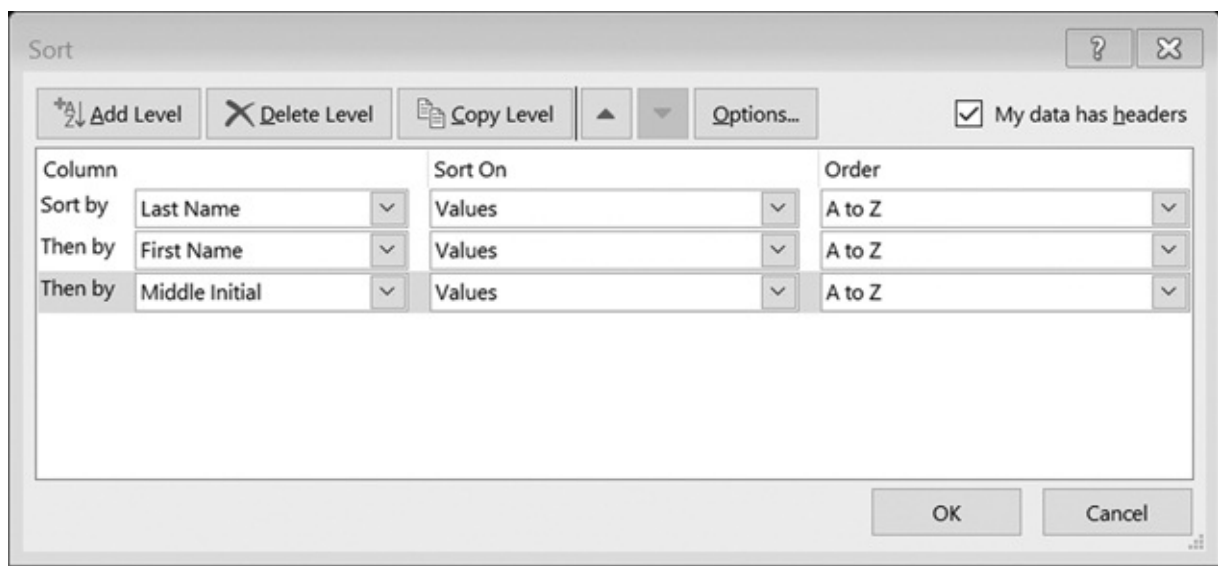 Sort
Add Level Delete Level Copy Level Options... My data has headers
Column Sort On Order
Sort by Last Name Values A to Z
Then by First Name Values A to Z
Then by Middle Initial Values A to Z
OK Cancel